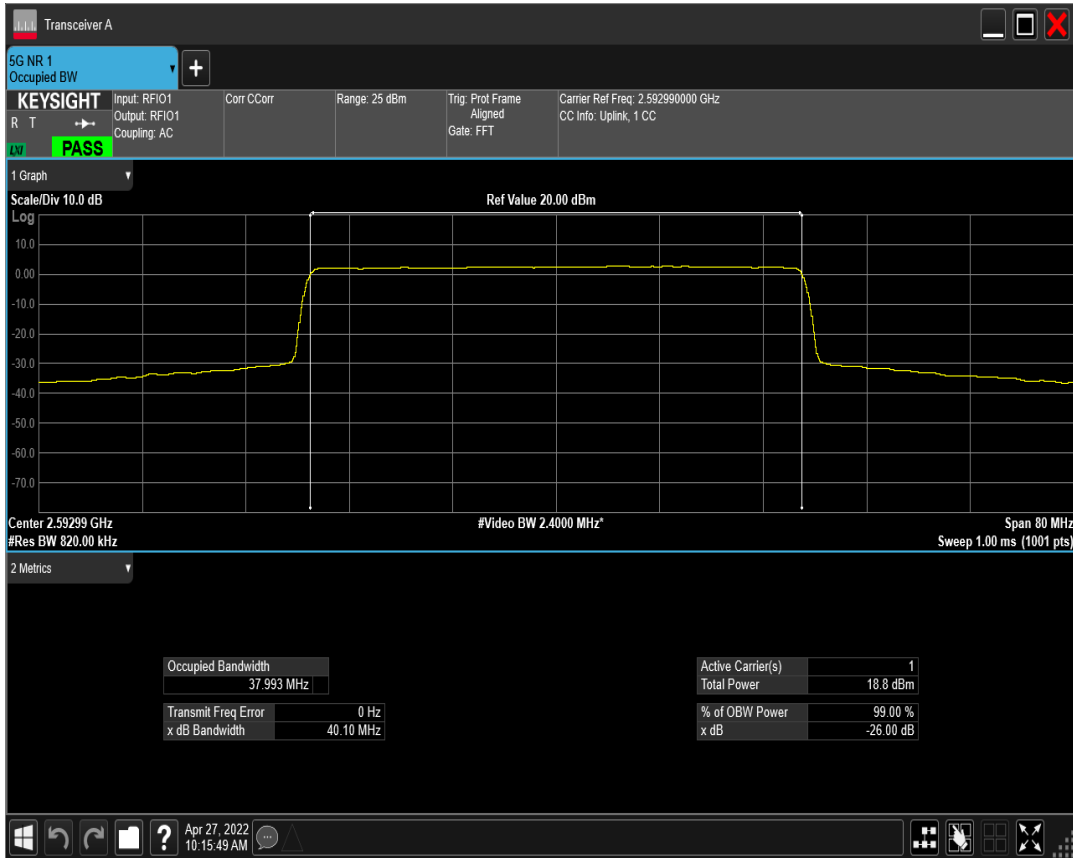 Transceiver A
5G NR 1
Occupied BW
+
KEYSIGHT
R T
LXI
PASS
Input: RFIO1
Output: RFIO1
Coupling: AC
Corr CCorr
Range: 25 dBm
Trig: Prot Frame
Aligned
Gate: FFT
Carrier Ref Freq: 2.592990000 GHz
CC Info: Uplink, 1 CC
1 Graph
Scale/Div 10.0 dB
Ref Value 20.00 dBm
Log
10.0
0.00
-10.0
-20.0
-30.0
-40.0
-50.0
-60.0
-70.0
Center 2.59299 GHz
#Video BW 2.4000 MHz*
Span 80 MHz
#Res BW 820.00 kHz
Sweep 1.00 ms (1001 pts)
2 Metrics
Occupied Bandwidth
37.993 MHz
Transmit Freq Error 0 Hz
x dB Bandwidth 40.10 MHz
Active Carrier(s) 1
Total Power 18.8 dBm
% of OBW Power 99.00 %
x dB -26.00 dB
?
Apr 27, 2022
10:15:49 AM